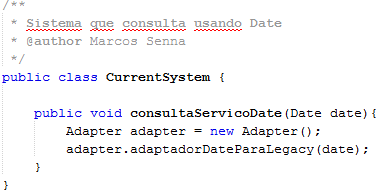 /**
 * Sistema que consulta usando Date
 * @author Marcos Senna
 */
public class CurrentSystem {
public void consultaServicoDate(Date date){
Adapter adapter = new Adapter();
adapter.adaptadorDateParaLegacy(date);
}
}